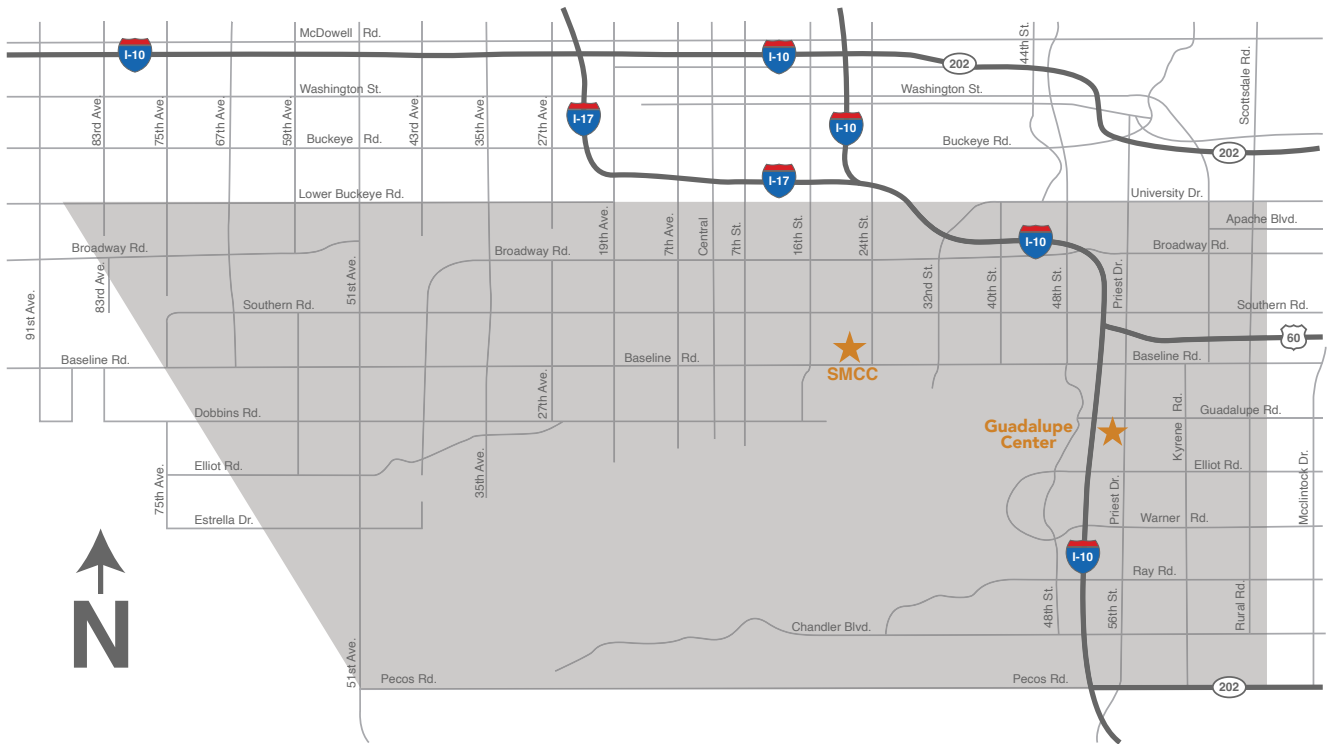 McDowell Rd.
44th St.
Scottsdale Rd.
I-10
I-10
202
Washington St.
Washington St.
83rd Ave.
75th Ave.
67th Ave.
59th Ave.
43rd Ave.
35th Ave.
27th Ave.
I-17
I-10
Buckeye Rd.
Buckeye Rd.
202
I-17
Lower Buckeye Rd.
University Dr.
Apache Blvd.
19th Ave.
7th Ave.
Central
7th St.
16th St.
24th St.
I-10
Broadway Rd.
Broadway Rd.
Broadway Rd.
83rd Ave.
51st Ave.
32nd St.
40th St.
48th St.
Priest Dr.
91st Ave.
Southern Rd.
Southern Rd.
60
Baseline Rd.
Baseline Rd.
Baseline Rd.
SMCC
27th Ave.
Dobbins Rd.
Guadalupe Rd.
Guadalupe
Center
Kyrene Rd.
Elliot Rd.
Elliot Rd.
75th Ave.
35th Ave.
Priest Dr.
Mcclintock Dr.
Estrella Dr.
Warner Rd.
I-10
Ray Rd.
48th St.
56th St.
Rural Rd.
N
Chandler Blvd.
51st Ave.
Pecos Rd.
Pecos Rd.
202